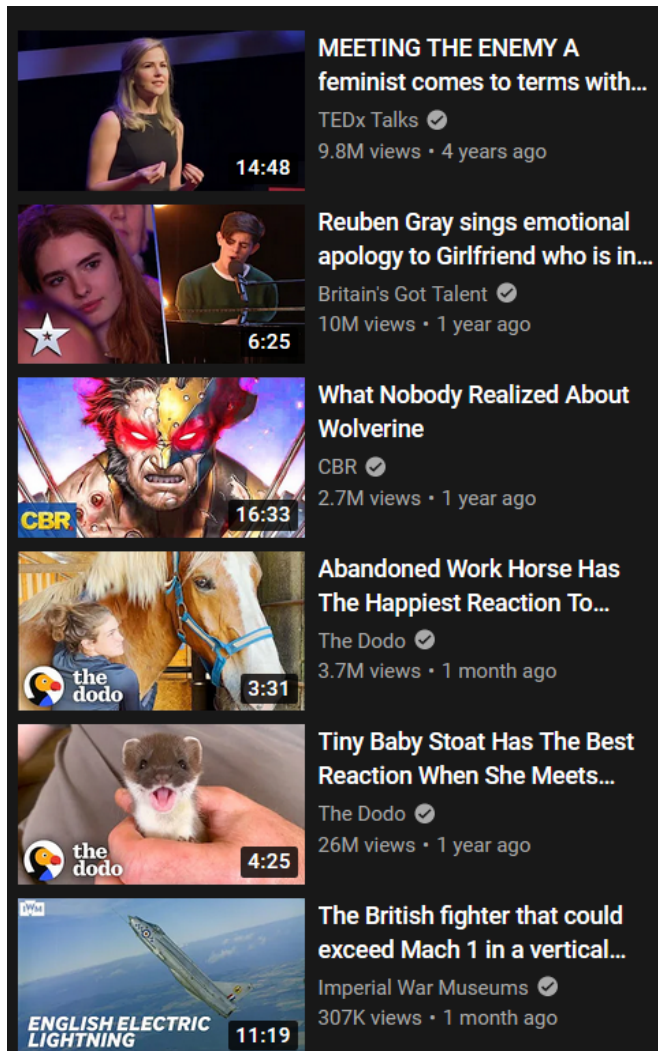 14:48
MEETING THE ENEMY A
feminist comes to terms with...
TEDx Talks
9.8M views • 4 years ago
6:25
Reuben Gray sings emotional
apology to Girlfriend who is in...
Britain's Got Talent
10M views • 1 year ago
CBR
16:33
What Nobody Realized About
Wolverine
CBR
2.7M views • 1 year ago
the
dodo
3:31
Abandoned Work Horse Has
The Happiest Reaction To...
The Dodo
3.7M views • 1 month ago
the
dodo
4:25
Tiny Baby Stoat Has The Best
Reaction When She Meets...
The Dodo
26M views • 1 year ago
IWM
ENGLISH ELECTRIC
LIGHTNING
11:19
The British fighter that could
exceed Mach 1 in a vertical...
Imperial War Museums
307K views • 1 month ago